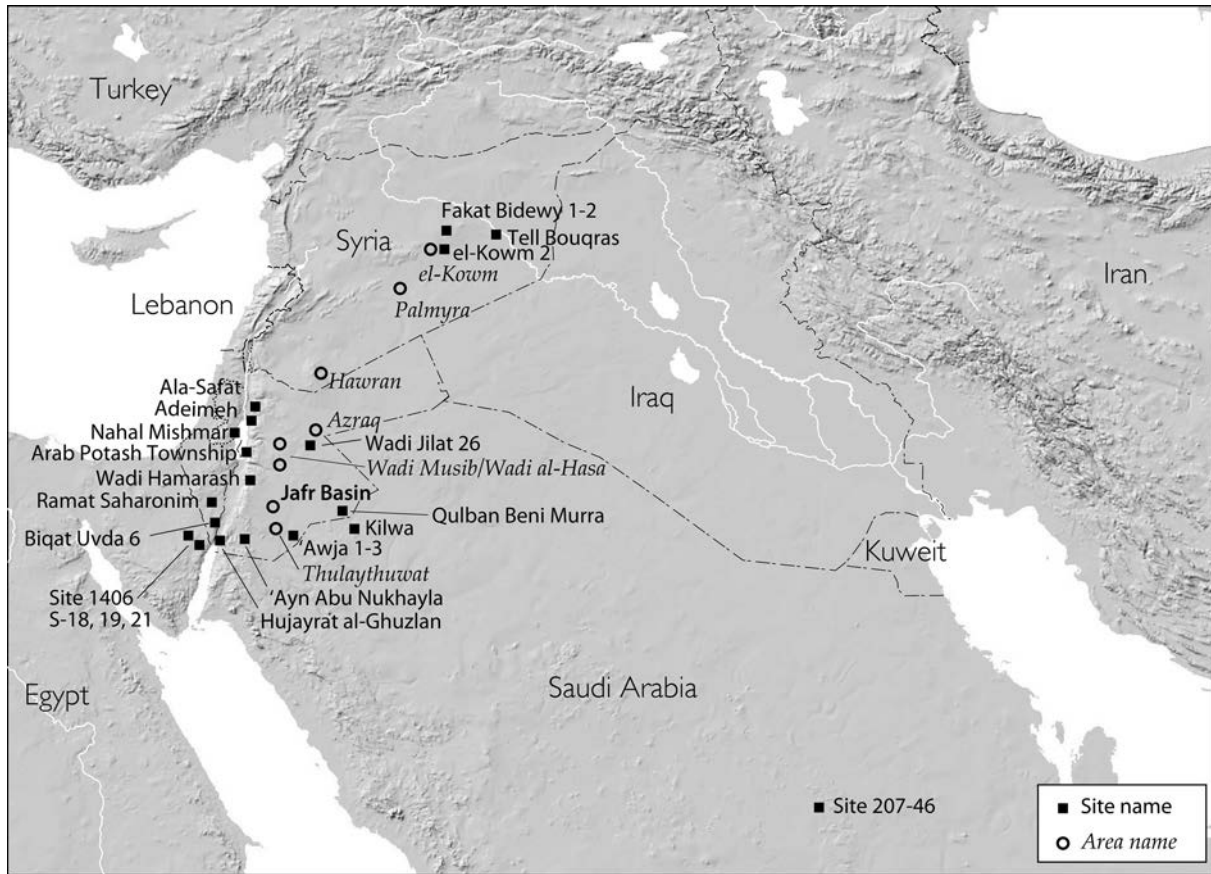 Turkey
Fakat Bidewy 1-2
Syria
Tell Bouqras
el-Kowm 2
el-Kowm
Iran
Lebanon
Palmyra
Hawran
Ala-Safat
Adeimeh
Iraq
Azraq
Nahal Mishmar
Wadi Jilat 26
Arab Potash Township
Wadi Musib/Wadi al-Hasa
Wadi Hamarash
Jafr Basin
Ramat Saharonim
Qulban Beni Murra
Kilwa
Biqat Uvda 6
'Awja 1-3
Kuweit
Thulaythuwat
Site 1406
S-18, 19, 21
'Ayn Abu Nukhayla
Hujayrat al-Ghuzlan
Egypt
Saudi Arabia
Site 207-46
Site name
Area name